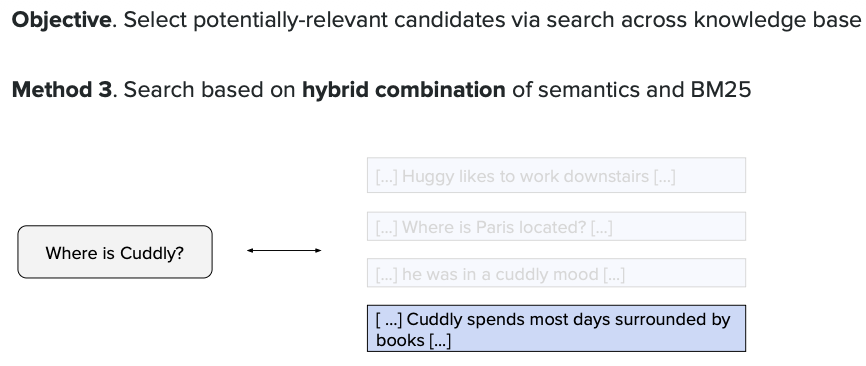 Objective. Select potentially-relevant candidates via search across knowledge base
Method 3. Search based on hybrid combination of semantics and BM25
[...] Huggy likes to work downstairs [...]
[...] Where is Paris located? [...]
Where is Cuddly?
[...] he was in a cuddly mood [...]
[ ...] Cuddly spends most days surrounded by
books [...]